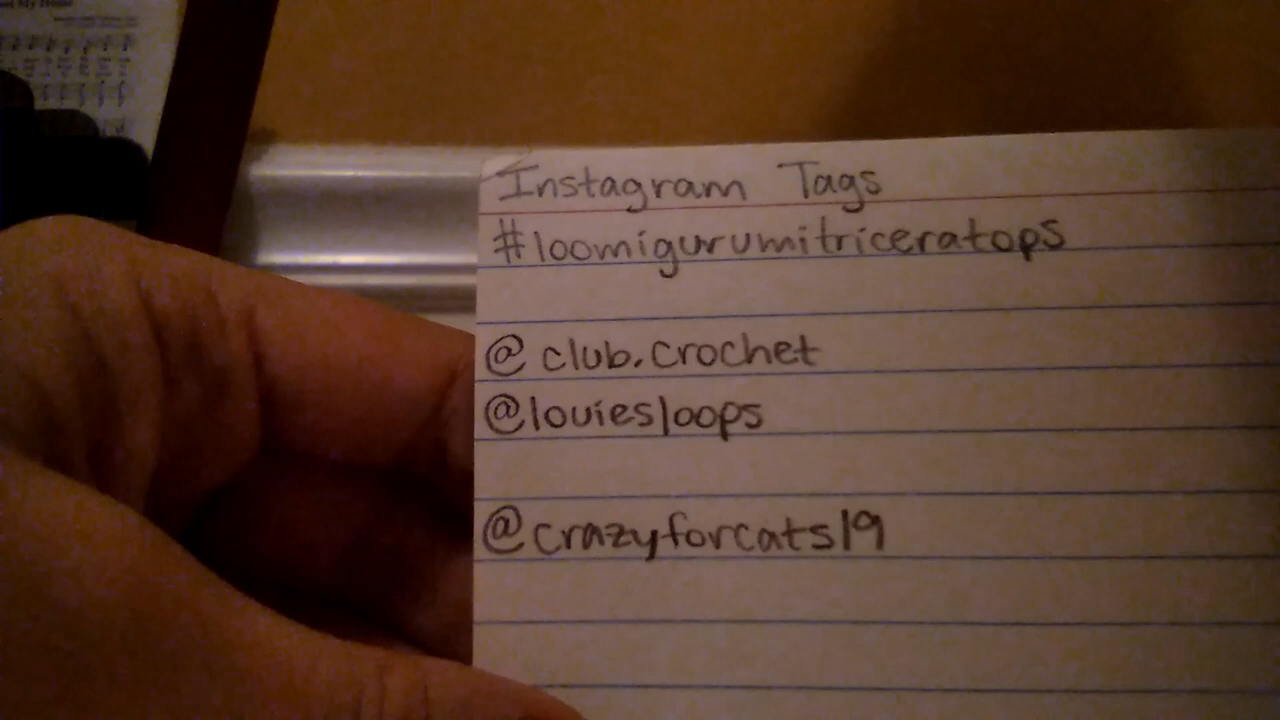 Instagram Tags
#loomigurumitriceratops
@club.crochet
@louiesloops
@crazyforcats19